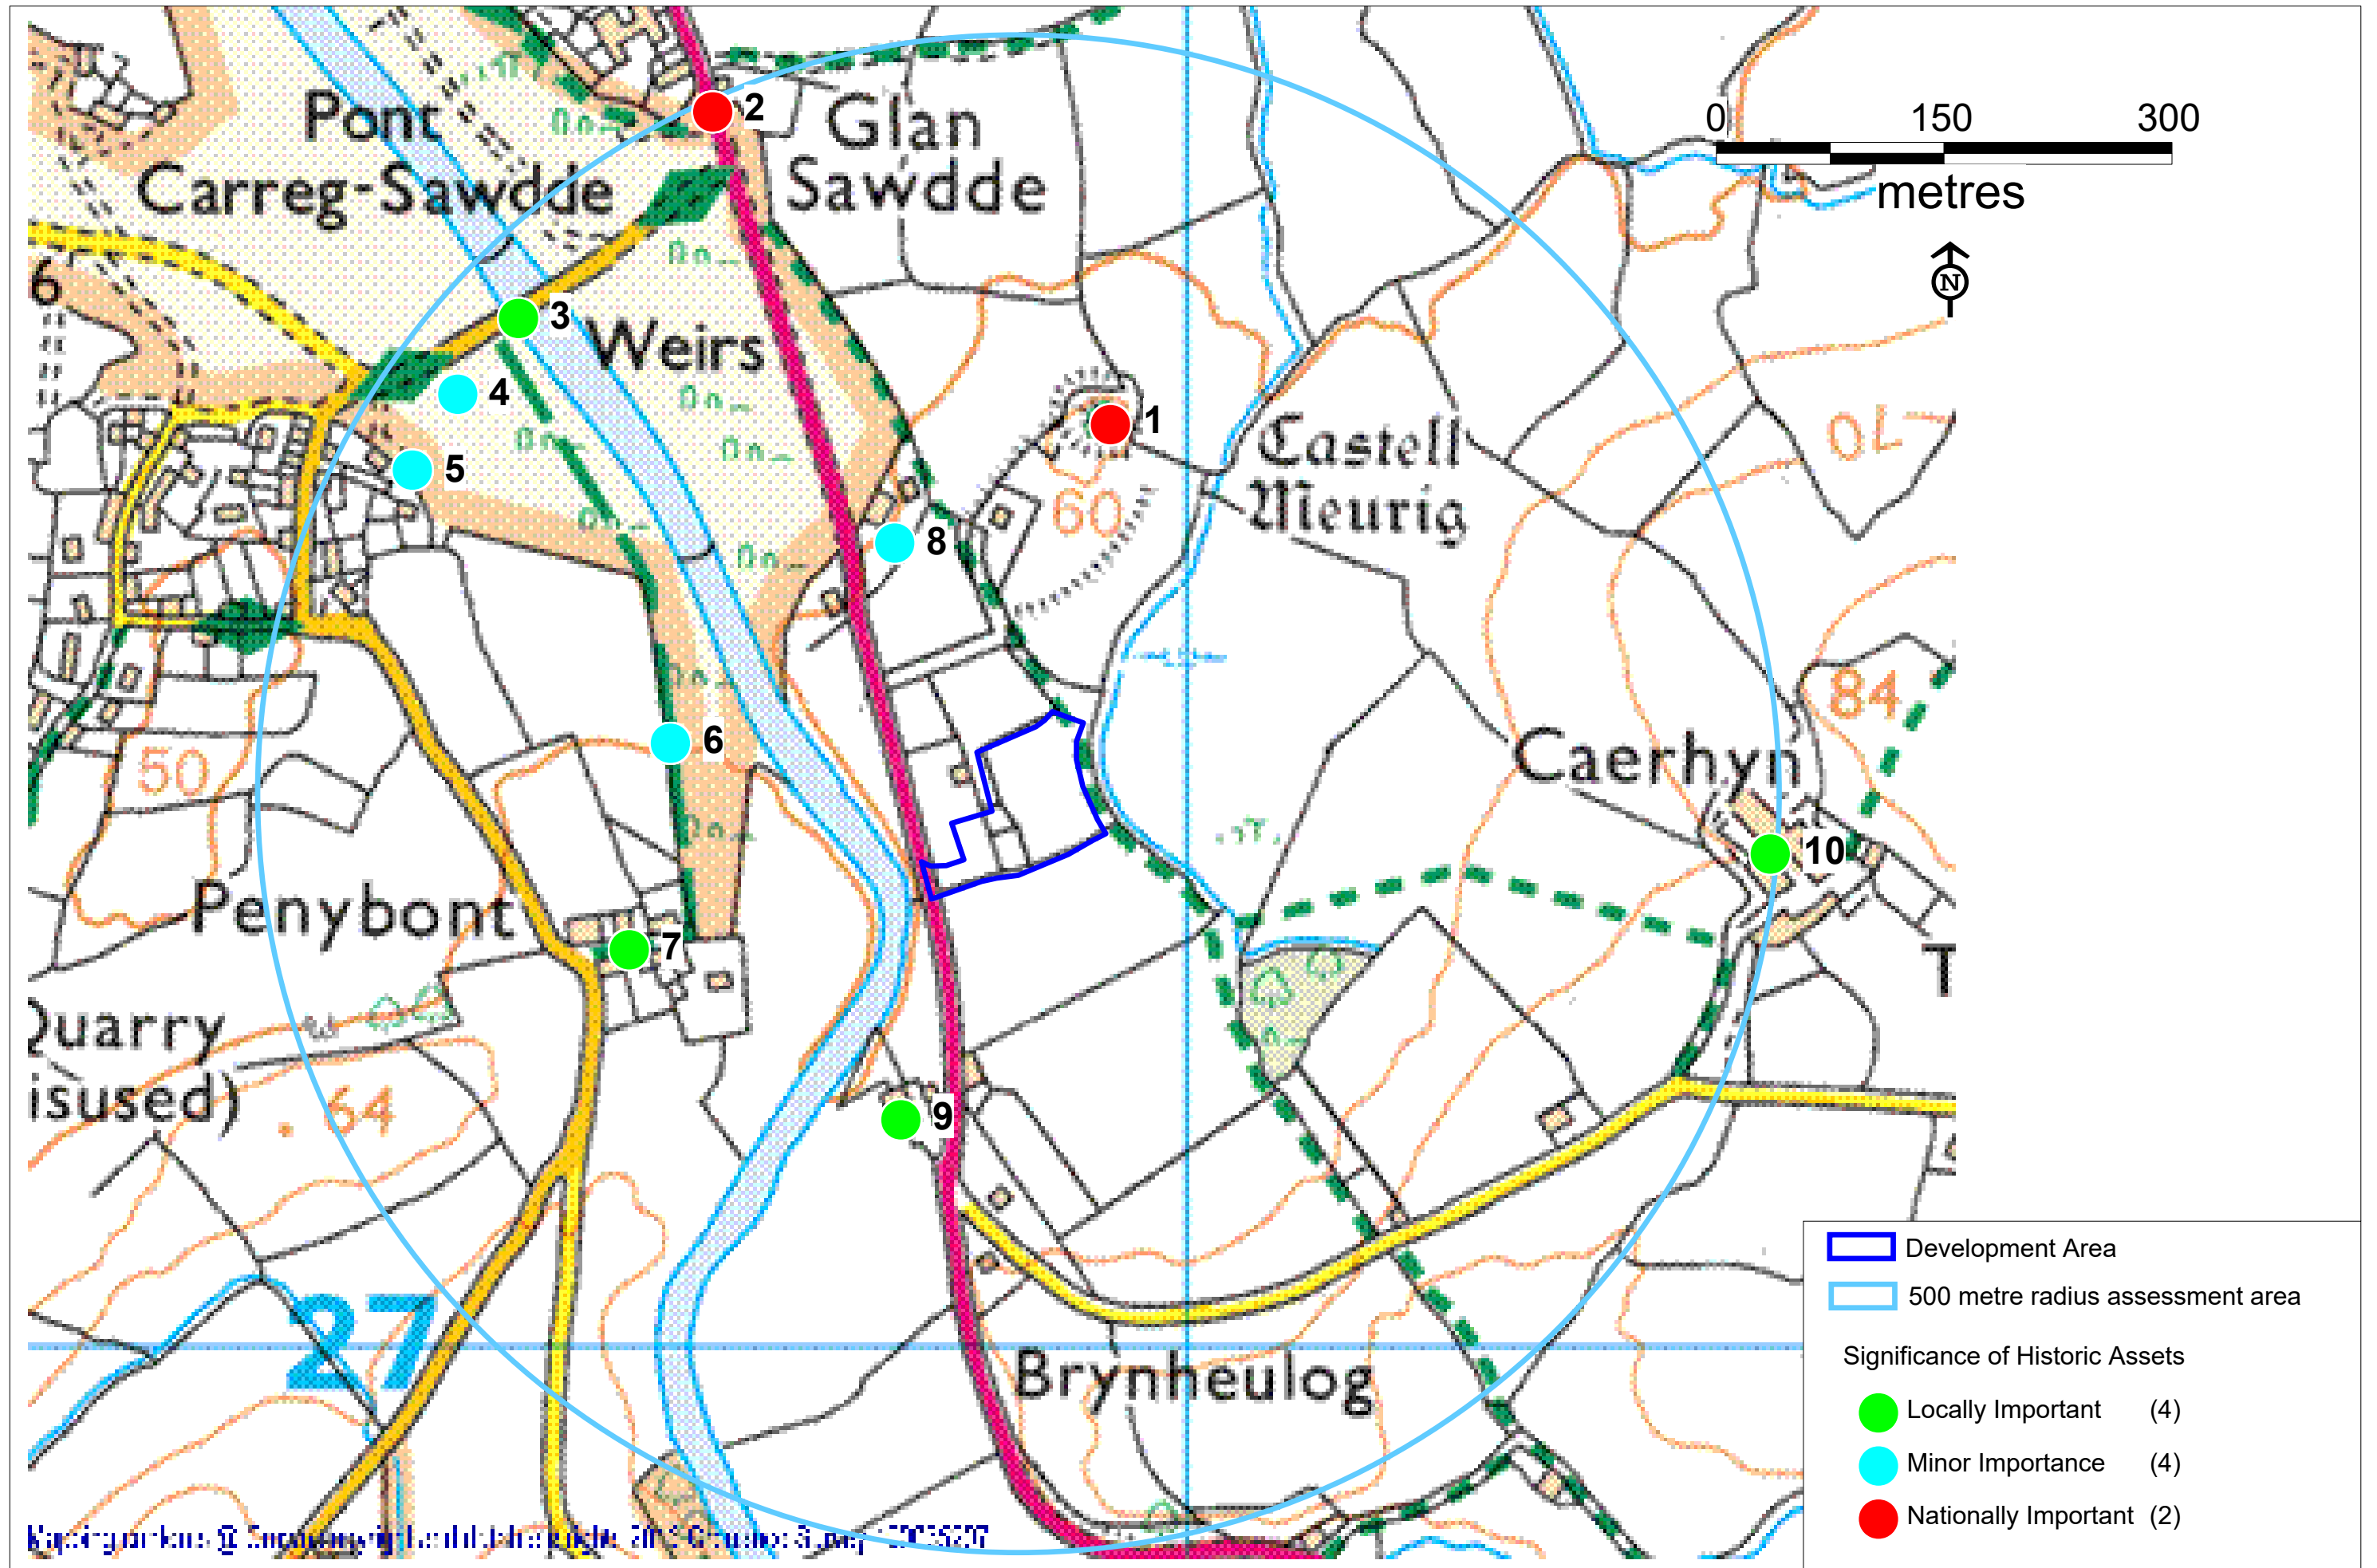 0 150 300
metres
N
Pont
Carreg-Sawdde
Glan
Sawdde
2
6
3
Weirs
4
5
1
Castell
Meurig
60
70
8
84
6
50
Caerhyn
10
Penybont
7
T
Quarry
isused)
64
9
27
Brynheulog
Development Area
500 metre radius assessment area
Significance of Historic Assets
Locally Important (4)
Minor Importance (4)
Nationally Important (2)